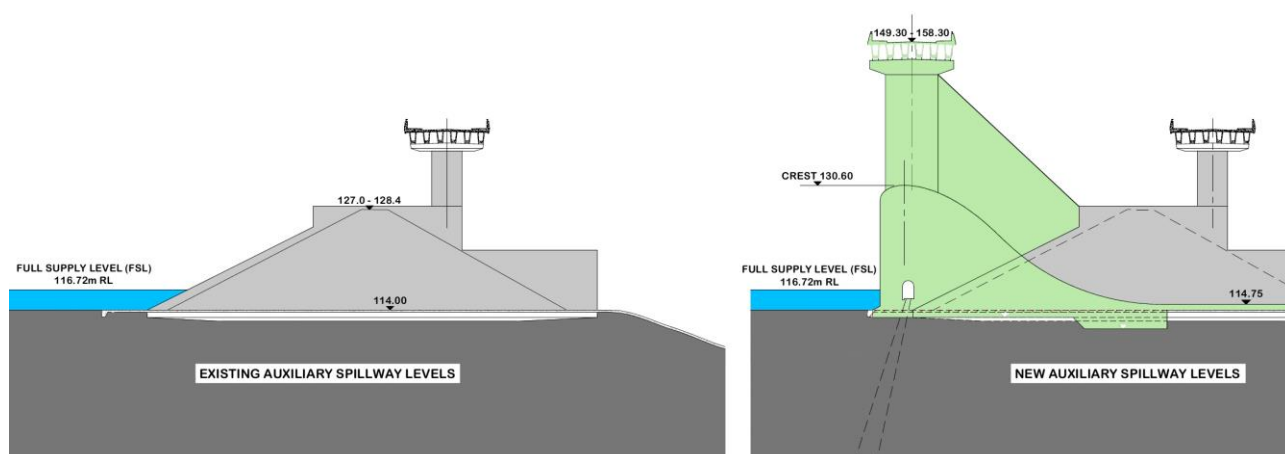 127.0 - 128.4
FULL SUPPLY LEVEL (FSL)
116.72m RL
114.00
EXISTING AUXILIARY SPILLWAY LEVELS
149.30 - 158.30
CREST 130.60
FULL SUPPLY LEVEL (FSL)
116.72m RL
114.75
NEW AUXILIARY SPILLWAY LEVELS